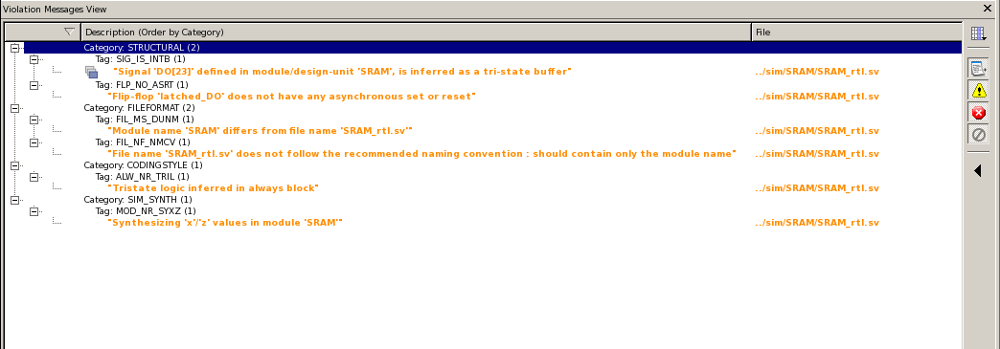 Violation Messages View
Description (Order by Category) File
Category: STRUCTURAL (2)
Tag: SIG_IS_INTB (1)
"Signal 'DO[23]' defined in module/design-unit 'SRAM', is inferred as a tri-state buffer" ../sim/SRAM/SRAM_rtl.sv
Tag: FLP_NO_ASRT (1)
"Flip-flop 'latched_DO' does not have any asynchronous set or reset" ../sim/SRAM/SRAM_rtl.sv
Category: FILEFORMAT (2)
Tag: FIL_MS_DUNM (1)
"Module name 'SRAM' differs from file name 'SRAM_rtl.sv'" ../sim/SRAM/SRAM_rtl.sv
Tag: FIL_NF_NMCV (1)
"File name 'SRAM_rtl.sv' does not follow the recommended naming convention : should contain only the module name" ../sim/SRAM/SRAM_rtl.sv
Category: CODINGSTYLE (1)
Tag: ALW_NR_TRIL (1)
"Tristate logic inferred in always block" ../sim/SRAM/SRAM_rtl.sv
Category: SIM_SYNTH (1)
Tag: MOD_NR_SYXZ (1)
"Synthesizing 'x'/'z' values in module 'SRAM'" ../sim/SRAM/SRAM_rtl.sv